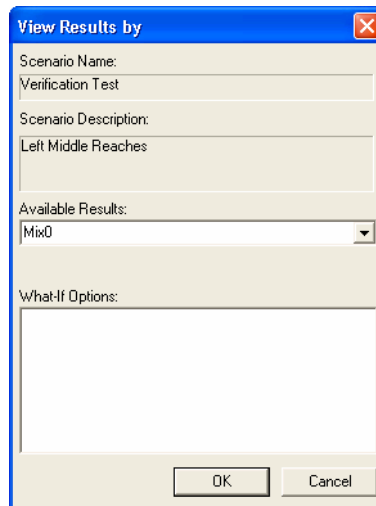 View Results by
Scenario Name:
Verification Test
Scenario Description:
Left Middle Reaches
Available Results:
Mix0
What-If Options:
OK Cancel